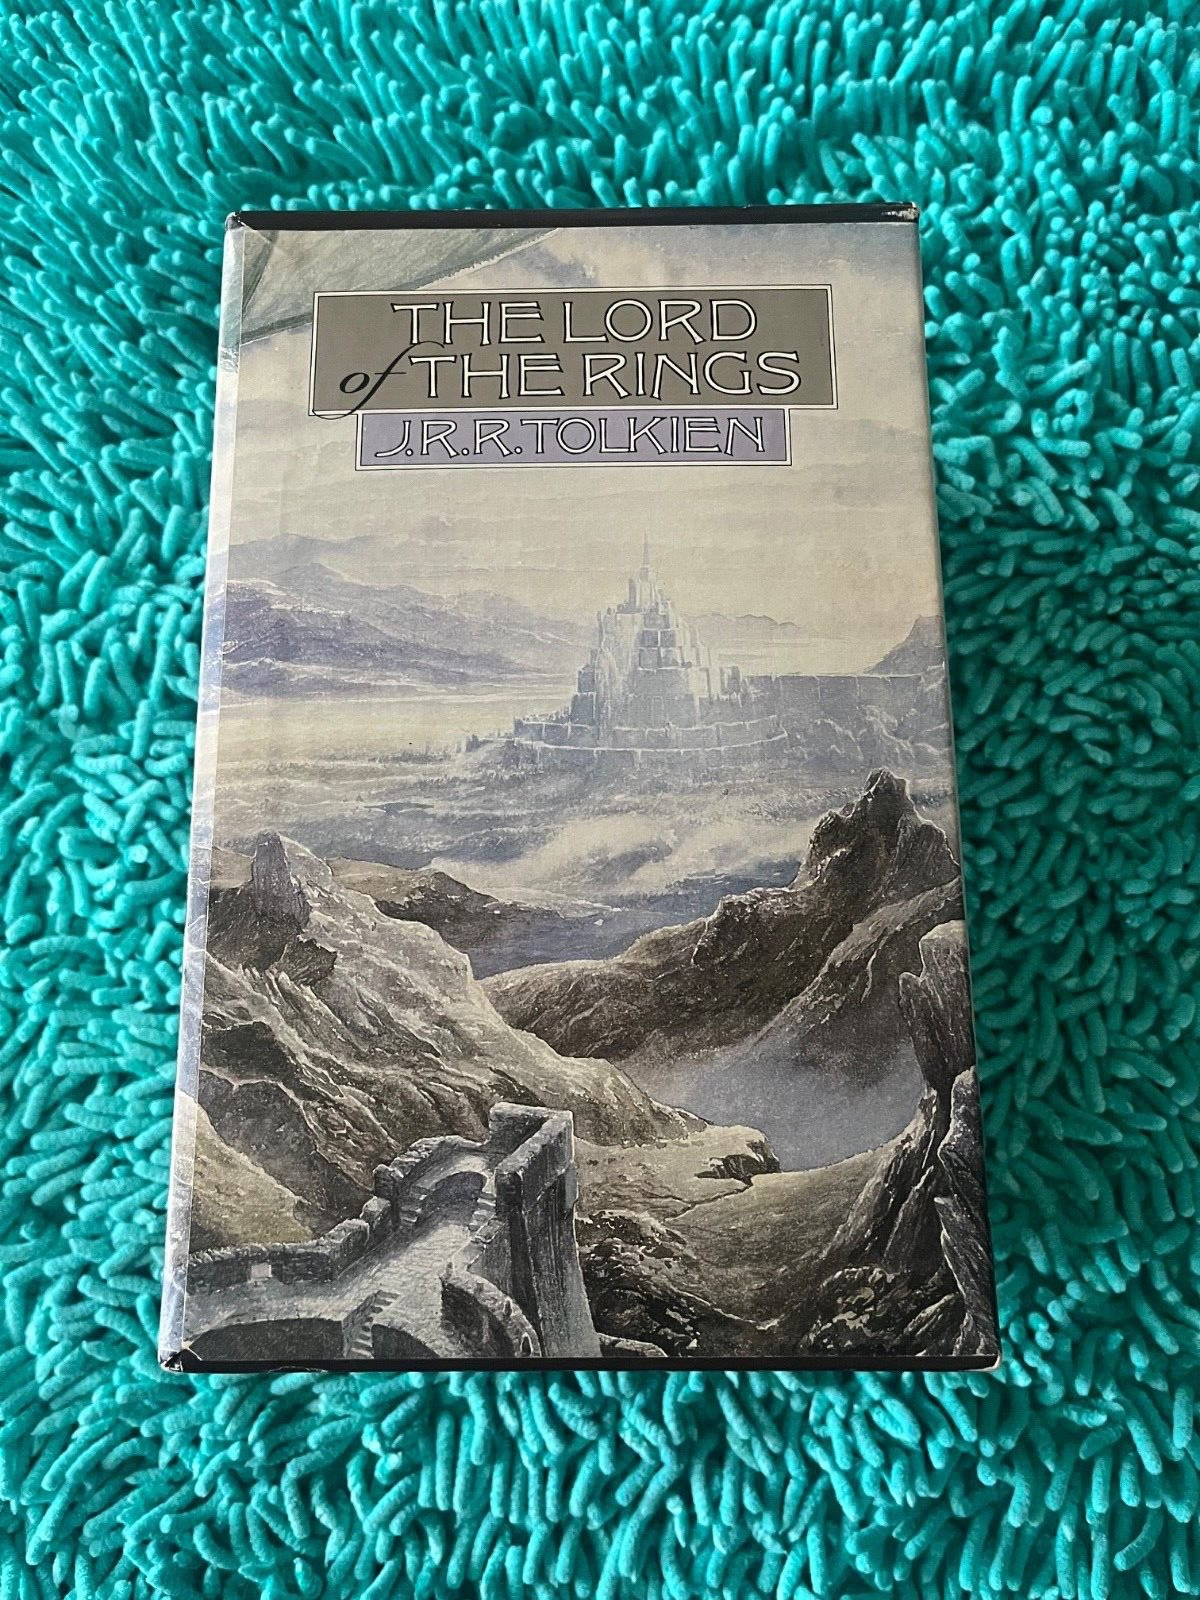 THE LORD
of THE RINGS
J.R.R. TOLKIEN